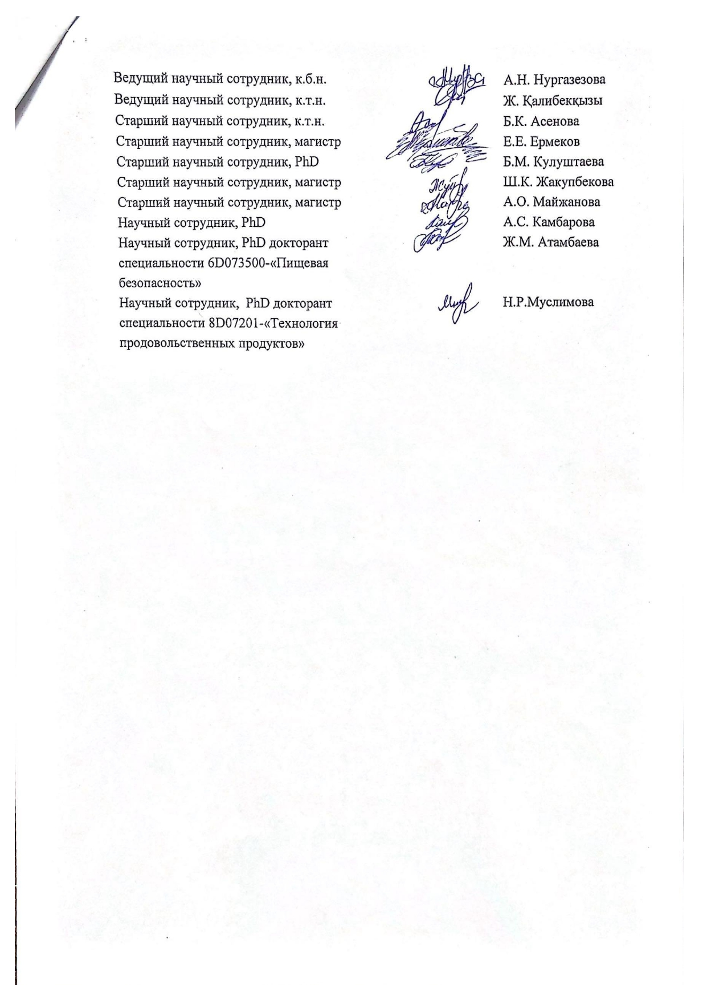 Ведущий научный сотрудник, к.б.н. А.Н. Нургазезова
Ведущий научный сотрудник, к.т.н. Ж. Қалибекқызы
Старший научный сотрудник, к.т.н. Б.К. Асенова
Старший научный сотрудник, магистр Е.Е. Ермеков
Старший научный сотрудник, PhD Б.М. Кулуштаева
Старший научный сотрудник, магистр Ш.К. Жакупбекова
Старший научный сотрудник, магистр А.О. Майжанова
Научный сотрудник, PhD А.С. Камбарова
Научный сотрудник, PhD докторант Ж.М. Атамбаева
специальности 6D073500-«Пищевая
безопасность»
Научный сотрудник, PhD докторант Н.Р.Муслимова
специальности 8D07201-«Технология
продовольственных продуктов»